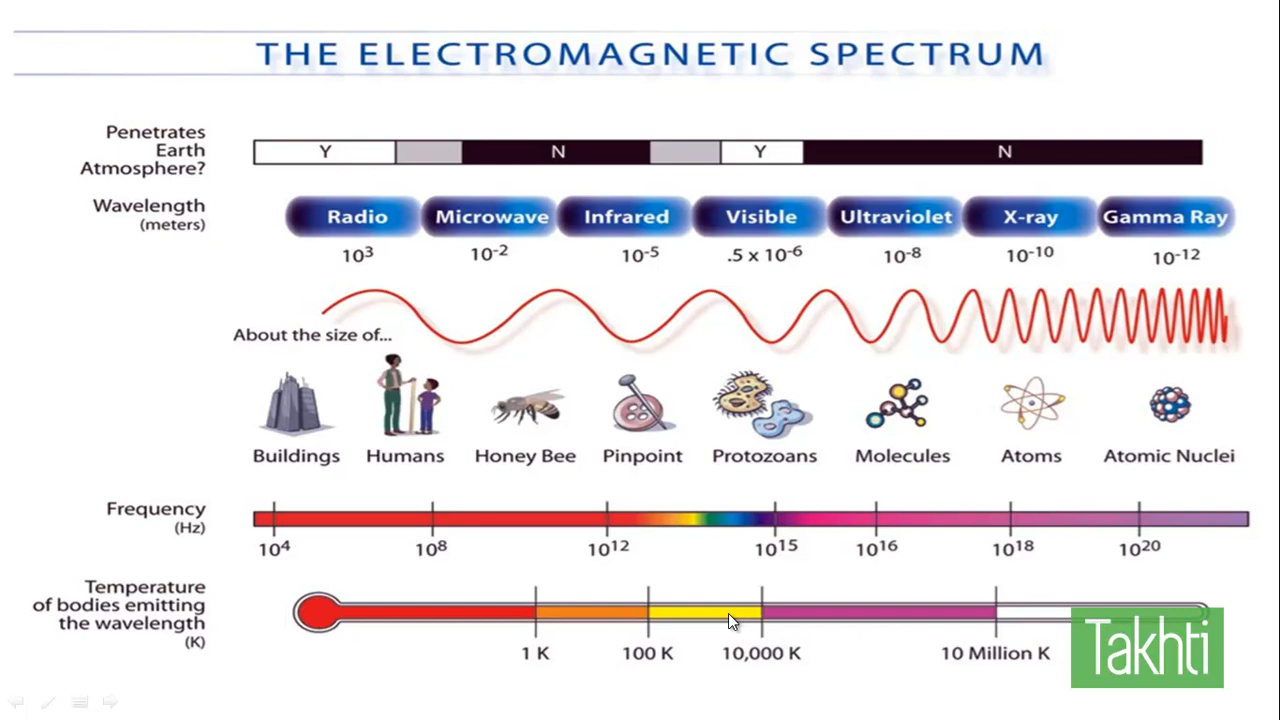 THE ELECTROMAGNETIC SPECTRUM
Penetrates
Earth
Atmosphere?
Y
N
Y
N
Wavelength
(meters)
Radio
Microwave
Infrared
Visible
Ultraviolet
X-ray
Gamma Ray
10³
10⁻²
10⁻⁵
.5 x 10⁻⁶
10⁻⁸
10⁻¹⁰
10⁻¹²
About the size of...
Buildings
Humans
Honey Bee
Pinpoint
Protozoans
Molecules
Atoms
Atomic Nuclei
Frequency
(Hz)
10⁴
10⁸
10¹²
10¹⁵
10¹⁶
10¹⁸
10²⁰
Temperature
of bodies emitting
the wavelength
(K)
1 K
100 K
10,000 K
10 Million K
Takhti